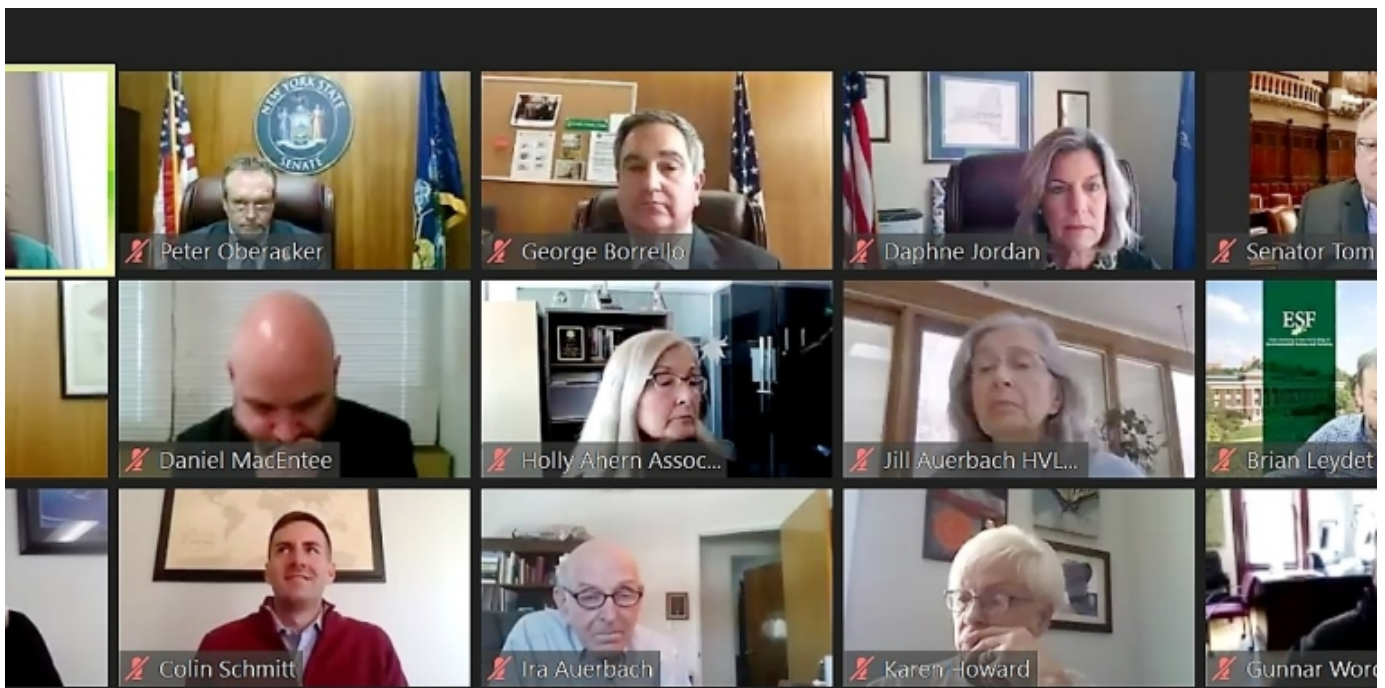 NEW YORK STATE
SENATE
Peter Oberacker
George Borrello
Daphne Jordan
Senator Tom
Daniel MacEntee
Holly Ahern Assoc...
Jill Auerbach HVL...
ESF
Brian Leydet
Colin Schmitt
Ira Auerbach
Karen Howard
Gunnar Word